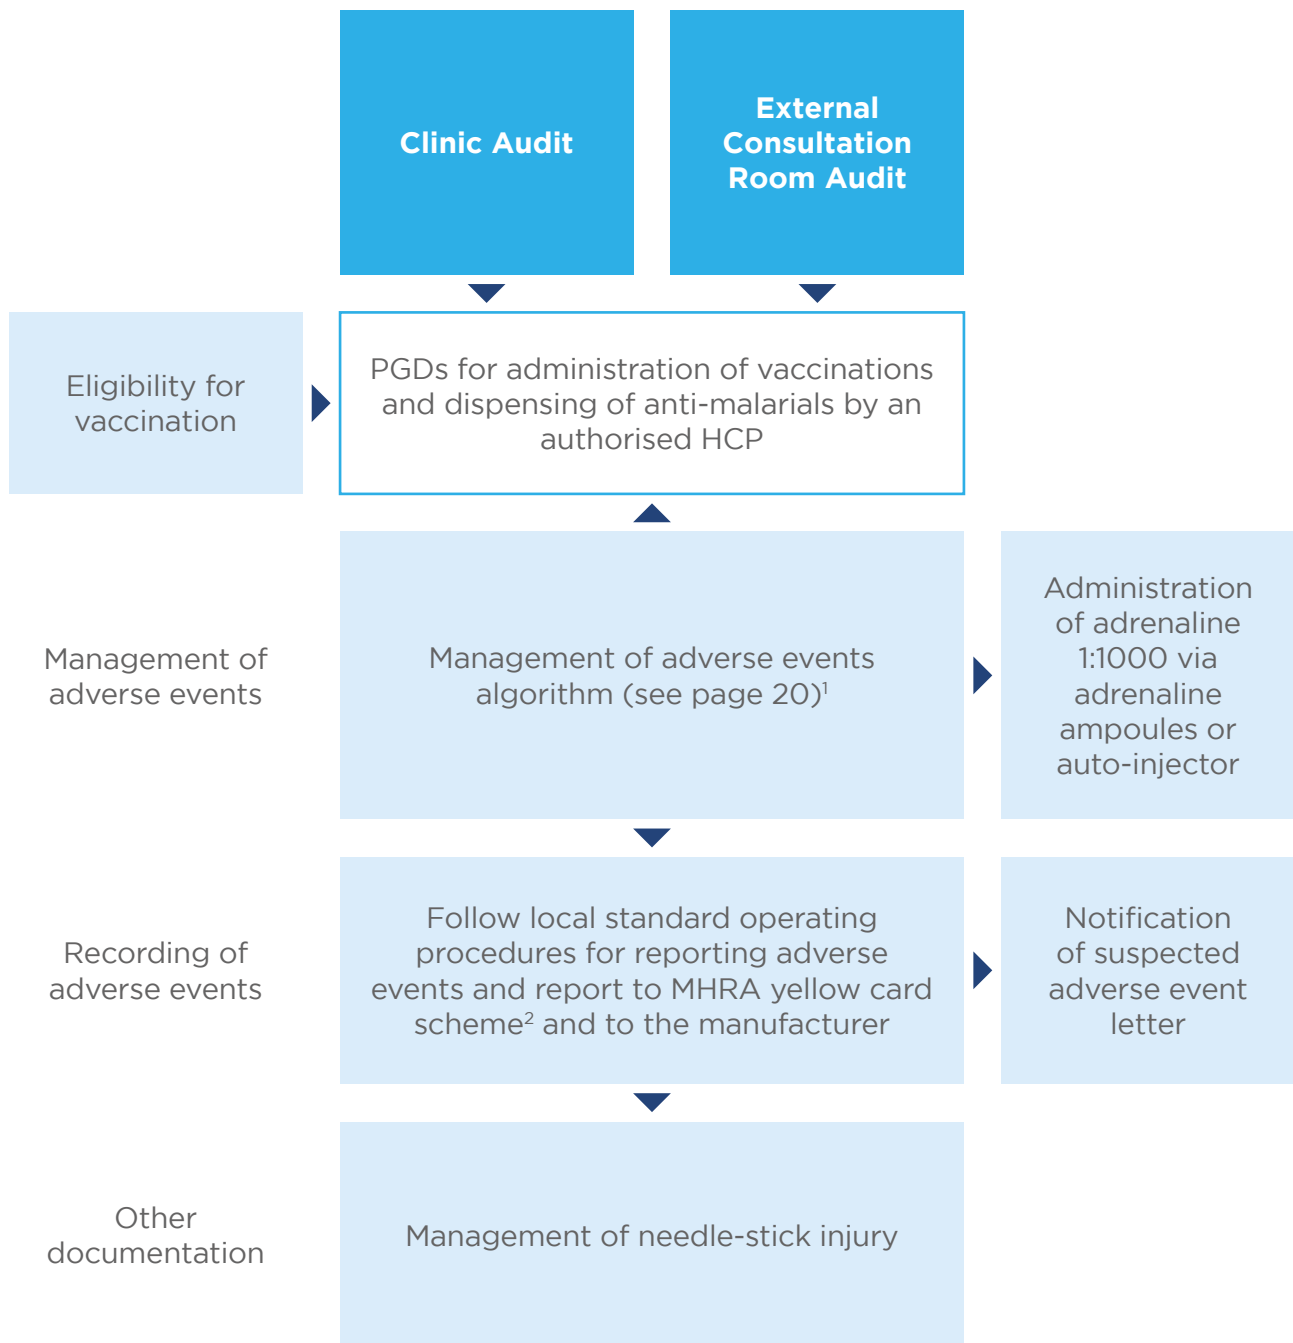 Clinic Audit
External
Consultation
Room Audit
Eligibility for
vaccination
PGDs for administration of vaccinations
and dispensing of anti-malarials by an
authorised HCP
Management of
adverse events
Management of adverse events
algorithm (see page 20)¹
Administration
of adrenaline
1:1000 via
adrenaline
ampoules or
auto-injector
Recording of
adverse events
Follow local standard operating
procedures for reporting adverse
events and report to MHRA yellow card
scheme² and to the manufacturer
Notification
of suspected
adverse event
letter
Other
documentation
Management of needle-stick injury